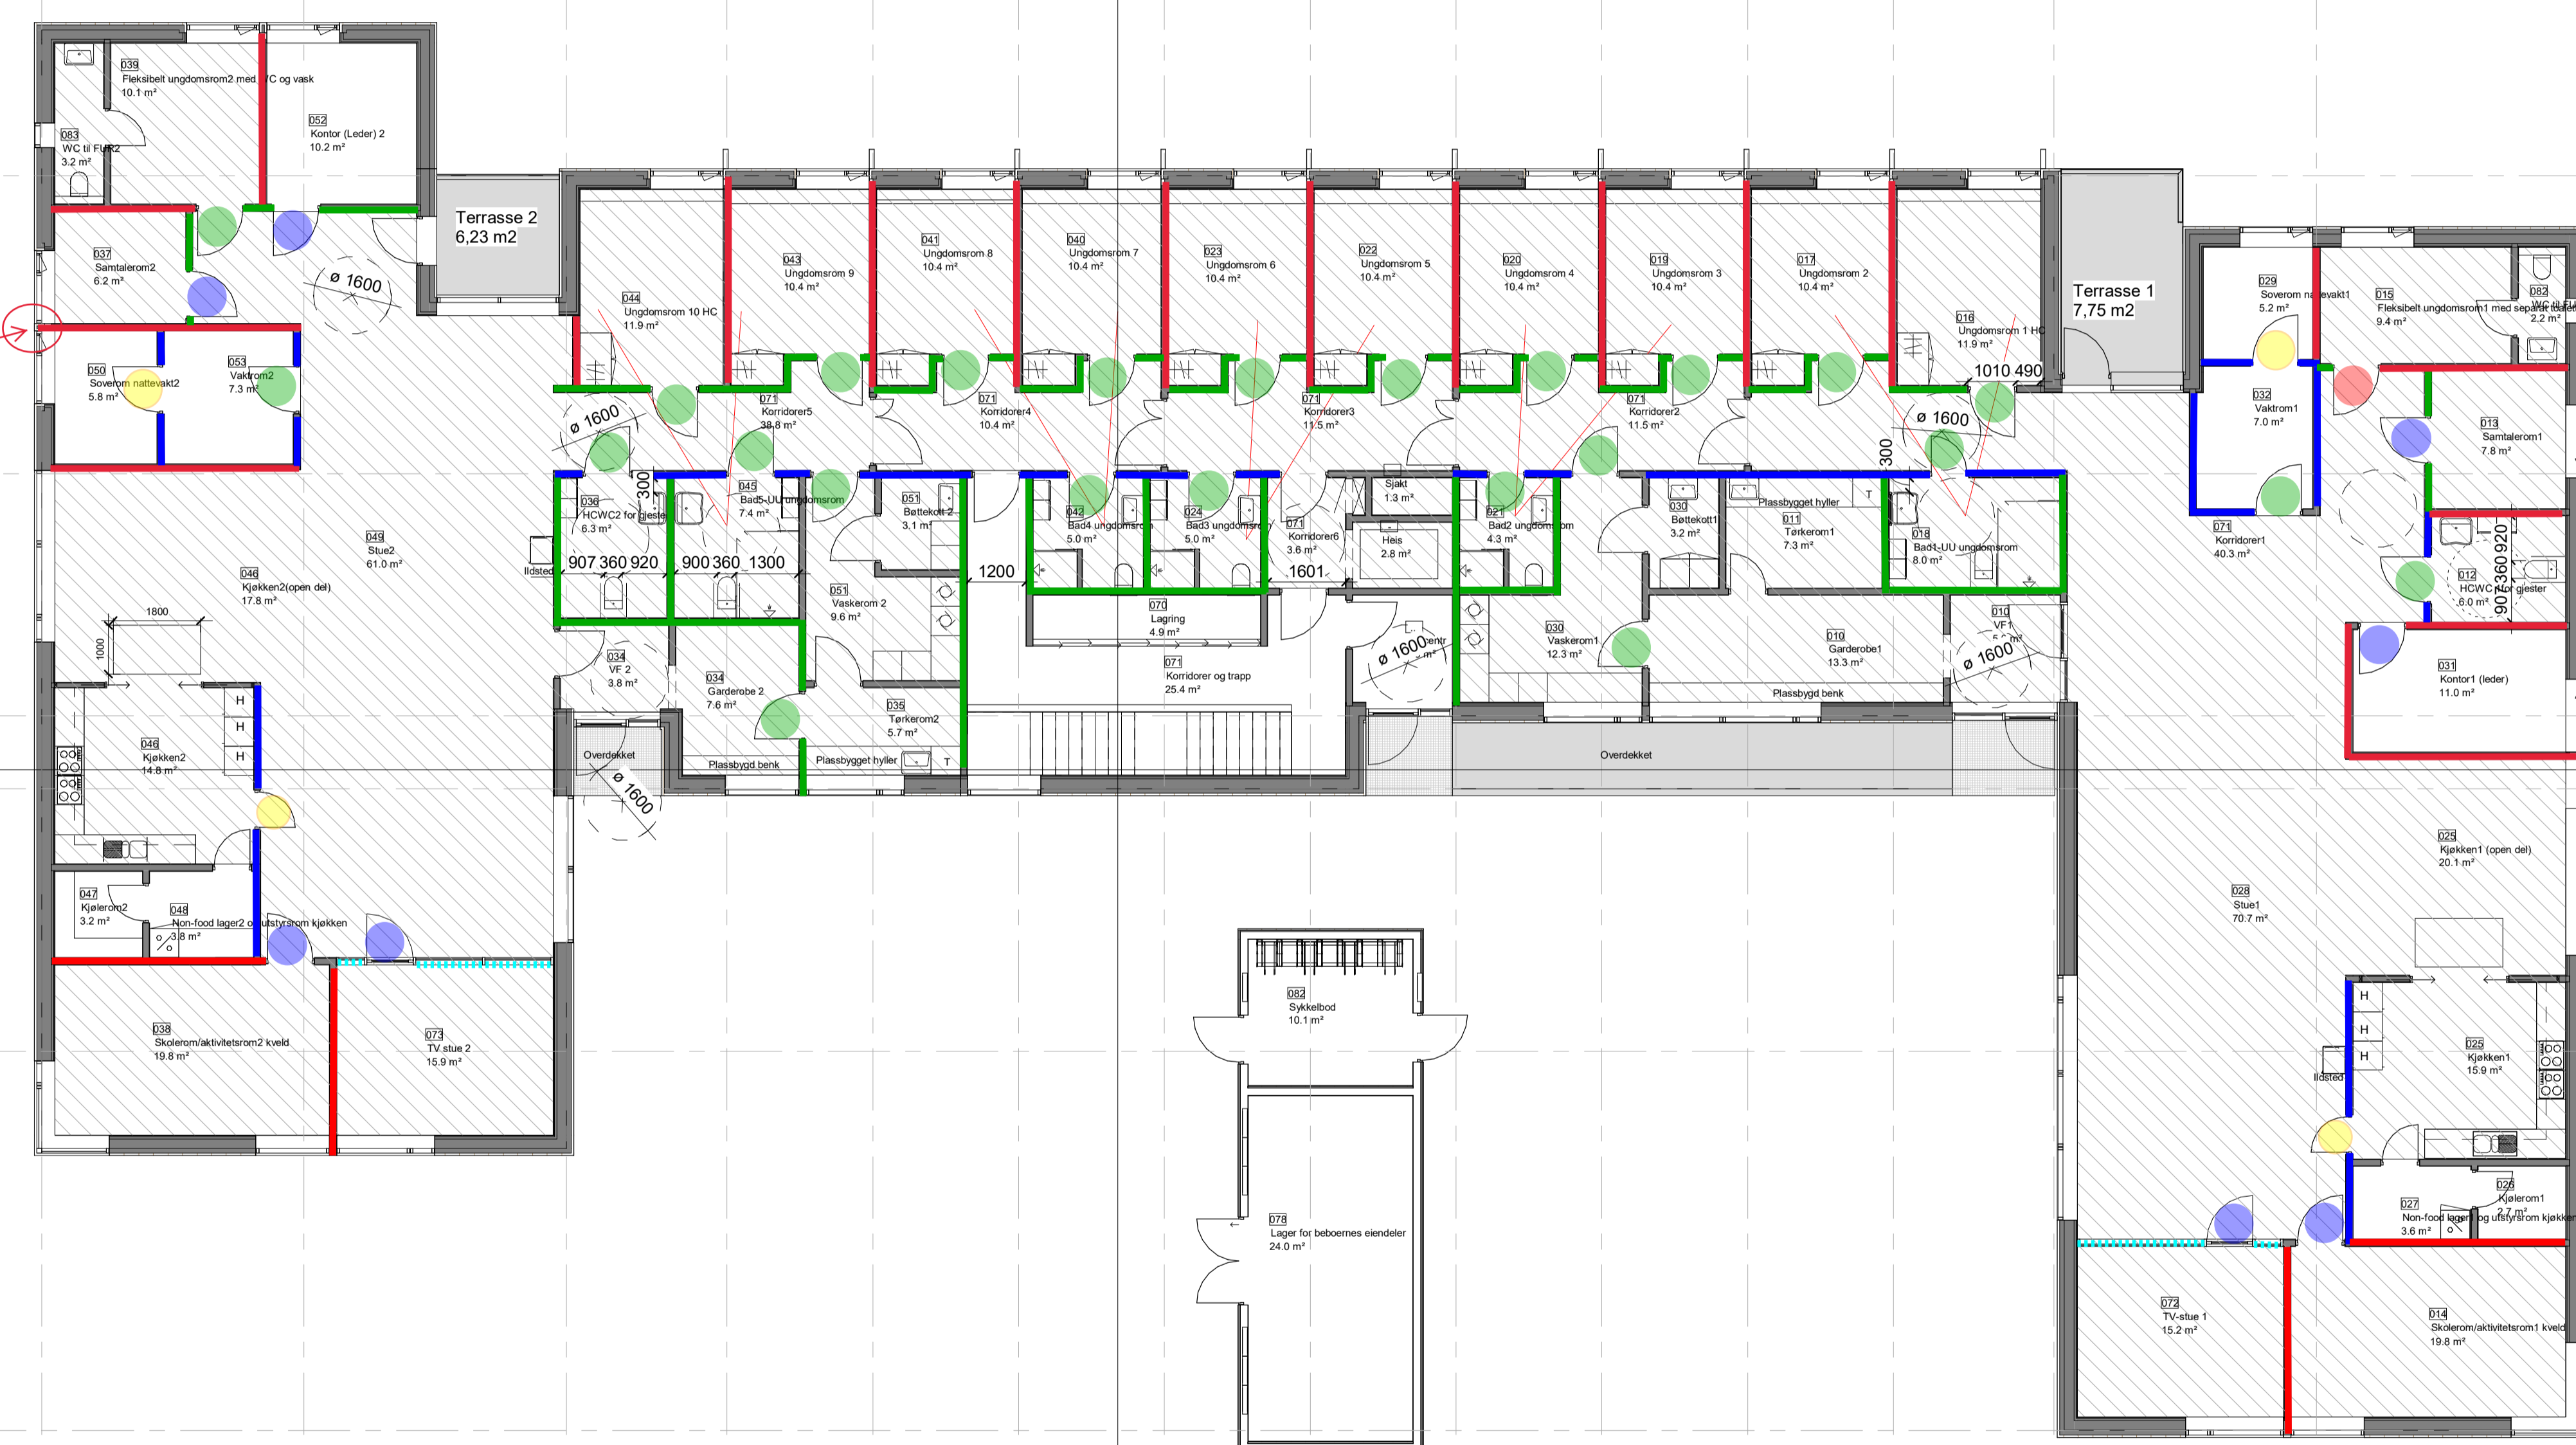 039
Fleksibelt ungdomsrom2 med WC og vask
10.1 m²
052
Kontor (Leder) 2
10.2 m²
083
WC til FUR2
3.2 m²
Terrasse 2
6,23 m2
037
Samtalerom2
6.2 m²
ø 1600
050
Soverom nattevakt2
5.8 m²
053
Vaktrom2
7.3 m²
044
Ungdomsrom 10 HC
11.9 m²
043
Ungdomsrom 9
10.4 m²
041
Ungdomsrom 8
10.4 m²
040
Ungdomsrom 7
10.4 m²
023
Ungdomsrom 6
10.4 m²
022
Ungdomsrom 5
10.4 m²
020
Ungdomsrom 4
10.4 m²
019
Ungdomsrom 3
10.4 m²
017
Ungdomsrom 2
10.4 m²
016
Ungdomsrom 1 HC
11.9 m²
1010 490
Terrasse 1
7,75 m2
029
Soverom nattevakt1
5.2 m²
015
Fleksibelt ungdomsrom1 med separat
9.4 m²
082
2.2 m²
032
Vaktrom1
7.0 m²
013
Samtalerom1
7.8 m²
ø 1600
071
Korridorer5
38.8 m²
071
Korridorer4
10.4 m²
071
Korridorer3
11.5 m²
071
Korridorer2
11.5 m²
ø 1600
300
071
Korridorer1
40.3 m²
012
HCWC for gjester
6.0 m²
907 360 920
031
Kontor1 (leder)
11.0 m²
049
Stue2
61.0 m²
046
Kjøkken2(open del)
17.8 m²
1800
1000
Ildsted
036
HCWC2 for gjester
6.3 m²
300
907 360 920
045
Bad5-UU ungdomsrom
7.4 m²
900 360 1300
051
Bøttekott 2
3.1 m²
051
Vaskerom 2
9.6 m²
1200
042
Bad4 ungdomsrom
5.0 m²
024
Bad3 ungdomsrom
5.0 m²
071
Korridorer6
3.6 m²
1601
Sjakt
1.3 m²
Heis
2.8 m²
021
Bad2 ungdomsrom
4.3 m²
030
Bøttekott1
3.2 m²
Plassbygget hyller
T
011
Tørkerom1
7.3 m²
018
Bad1-UU ungdomsrom
8.0 m²
034
VF 2
3.8 m²
034
Garderobe 2
7.6 m²
035
Tørkerom2
5.7 m²
Plassbygd benk
Plassbygget hyller
T
070
Lagring
4.9 m²
071
Korridorer og trapp
25.4 m²
ø 1600
030
Vaskerom1
12.3 m²
010
Garderobe1
13.3 m²
Plassbygd benk
010
VF1
ø 1600
Overdekket
ø 1600
Overdekket
046
Kjøkken2
14.8 m²
H
H
H
047
Kjølerom2
3.2 m²
048
Non-food lager2 og utstyrsrom kjøkken
3.8 m²
038
Skolerom/aktivitetsrom2 kveld
19.8 m²
073
TV stue 2
15.9 m²
082
Sykkelbod
10.1 m²
078
Lager for beboernes eiendeler
24.0 m²
025
Kjøkken1 (open del)
20.1 m²
028
Stue1
70.7 m²
H
H
H
Ildsted
025
Kjøkken1
15.9 m²
026
Kjølerom1
2.7 m²
027
Non-food lager1 og utstyrsrom kjøkken
3.6 m²
072
TV-stue 1
15.2 m²
014
Skolerom/aktivitetsrom1 kveld
19.8 m²